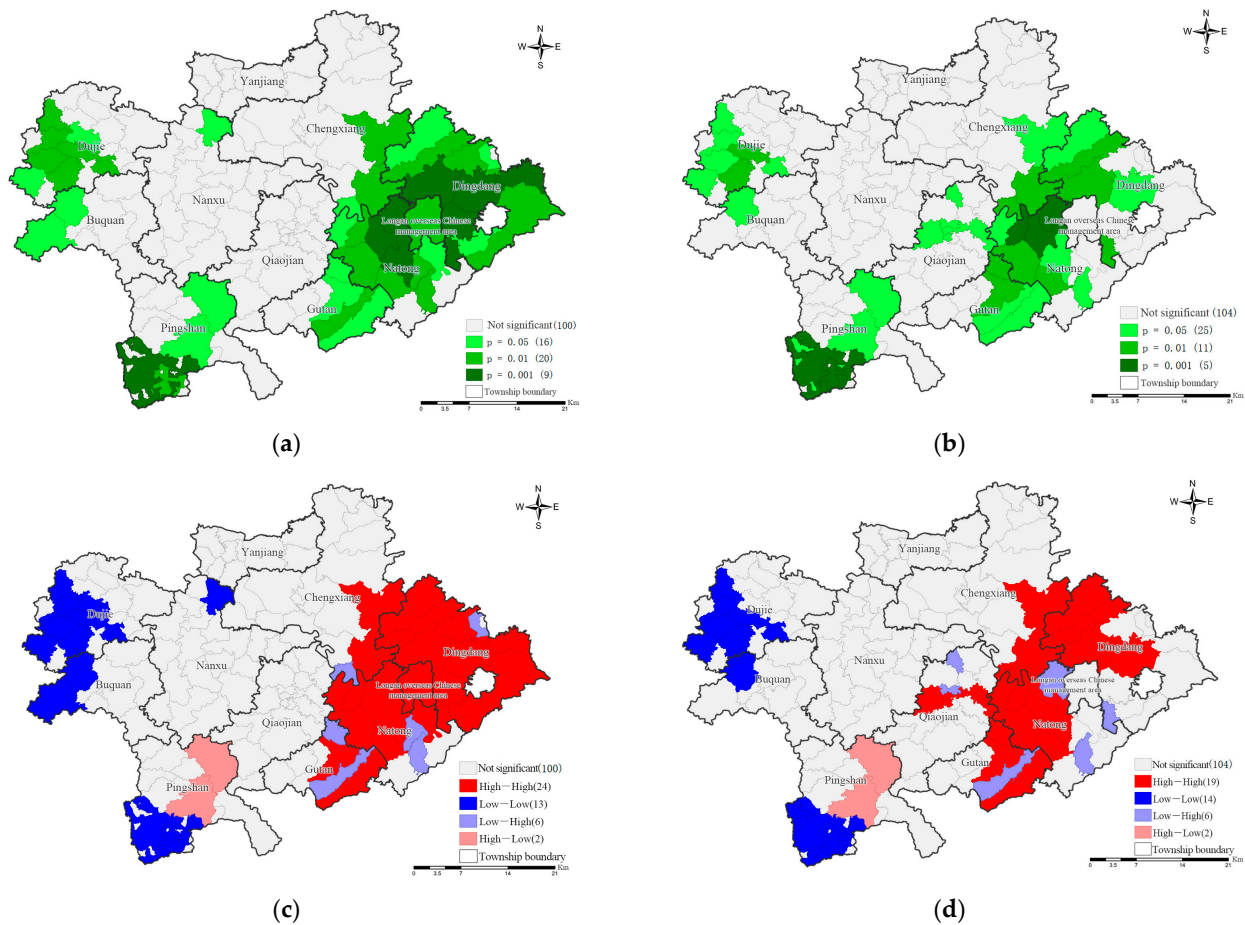 N
W E
S
Yanjiang
Chengxiang
Dujie
Dingdang
Nanxu
Buquan
Longan overseas Chinese
management area
Qiaojian
Natong
Gutan
Pingshan
Not significant (100)
p = 0.05 (16)
p = 0.01 (20)
p = 0.001 (9)
Township boundary
Km
0 3.5 7 14 21
(a)
N
W E
S
Yanjiang
Chengxiang
Dujie
Dingdang
Nanxu
Buquan
Longan overseas Chinese
management area
Qiaojian
Natong
Gutan
Pingshan
Not significant (104)
p = 0.05 (25)
p = 0.01 (11)
p = 0.001 (5)
Township boundary
Km
0 3.5 7 14 21
(b)
N
W E
S
Yanjiang
Chengxiang
Dujie
Dingdang
Nanxu
Buquan
Longan overseas Chinese
management area
Qiaojian
Natong
Gutan
Pingshan
Not significant(100)
High－High(24)
Low－Low(13)
Low－High(6)
High－Low(2)
Township boundary
Km
0 3.5 7 14 21
(c)
N
W E
S
Yanjiang
Chengxiang
Dujie
Dingdang
Nanxu
Buquan
Longan overseas Chinese
management area
Qiaojian
Natong
Gutan
Pingshan
Not significant(104)
High－High(19)
Low－Low(14)
Low－High(6)
High－Low(2)
Township boundary
Km
0 3.5 7 14 21
(d)